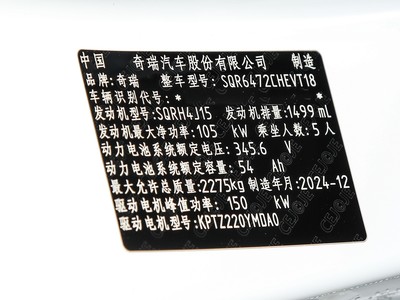 中国 奇瑞汽车股份有限公司 制造
品牌:奇瑞 整车型号:SQR6472CHEVT18
车辆识别代号:* *
发动机型号:SQRH4J15 发动机排量:1499 mL
发动机最大净功率:105 kW 乘坐人数:5人
动力电池系统额定电压:345.6 V
动力电池系统额定容量:54 Ah
最大允许总质量:2275kg 制造年月:2024-12
驱动电机峰值功率:150 kW
驱动电机型号:KPTZ220YMDA0